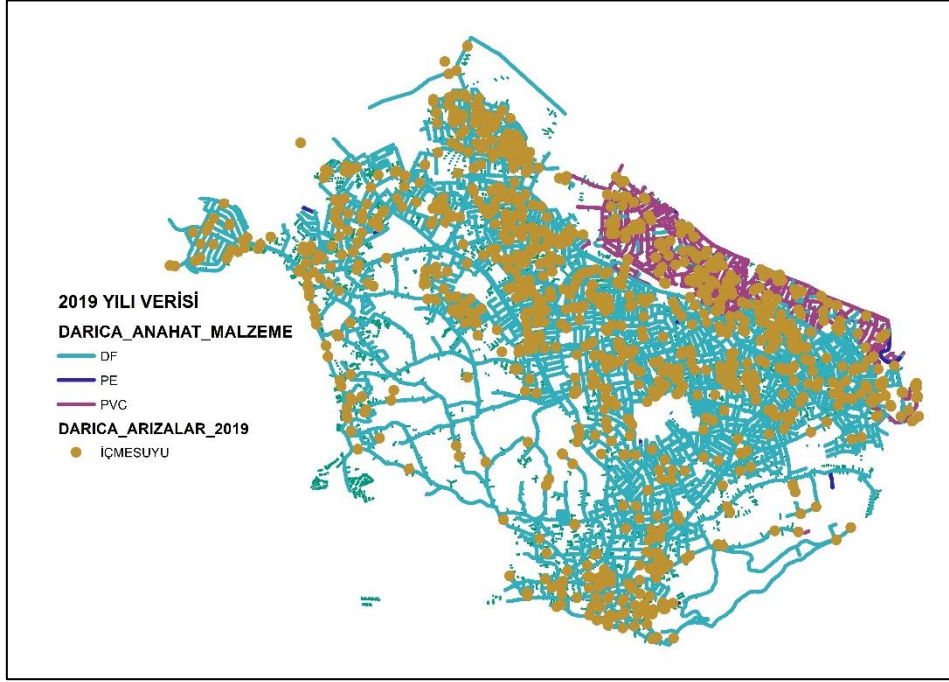 2019 YILI VERİSİ
DARICA_ANAHAT_MALZEME
DF
PE
PVC
DARICA_ARIZALAR_2019
İÇMESUYU